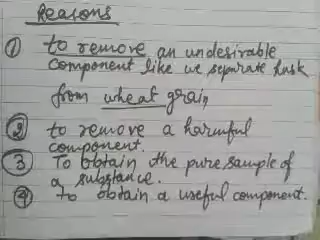 Reasons
① to remove an undesirable
component like we separate husk
from wheat grain
② to remove a harmful
component.
③ To obtain the pure sample of
a substance.
④ to obtain a useful component.